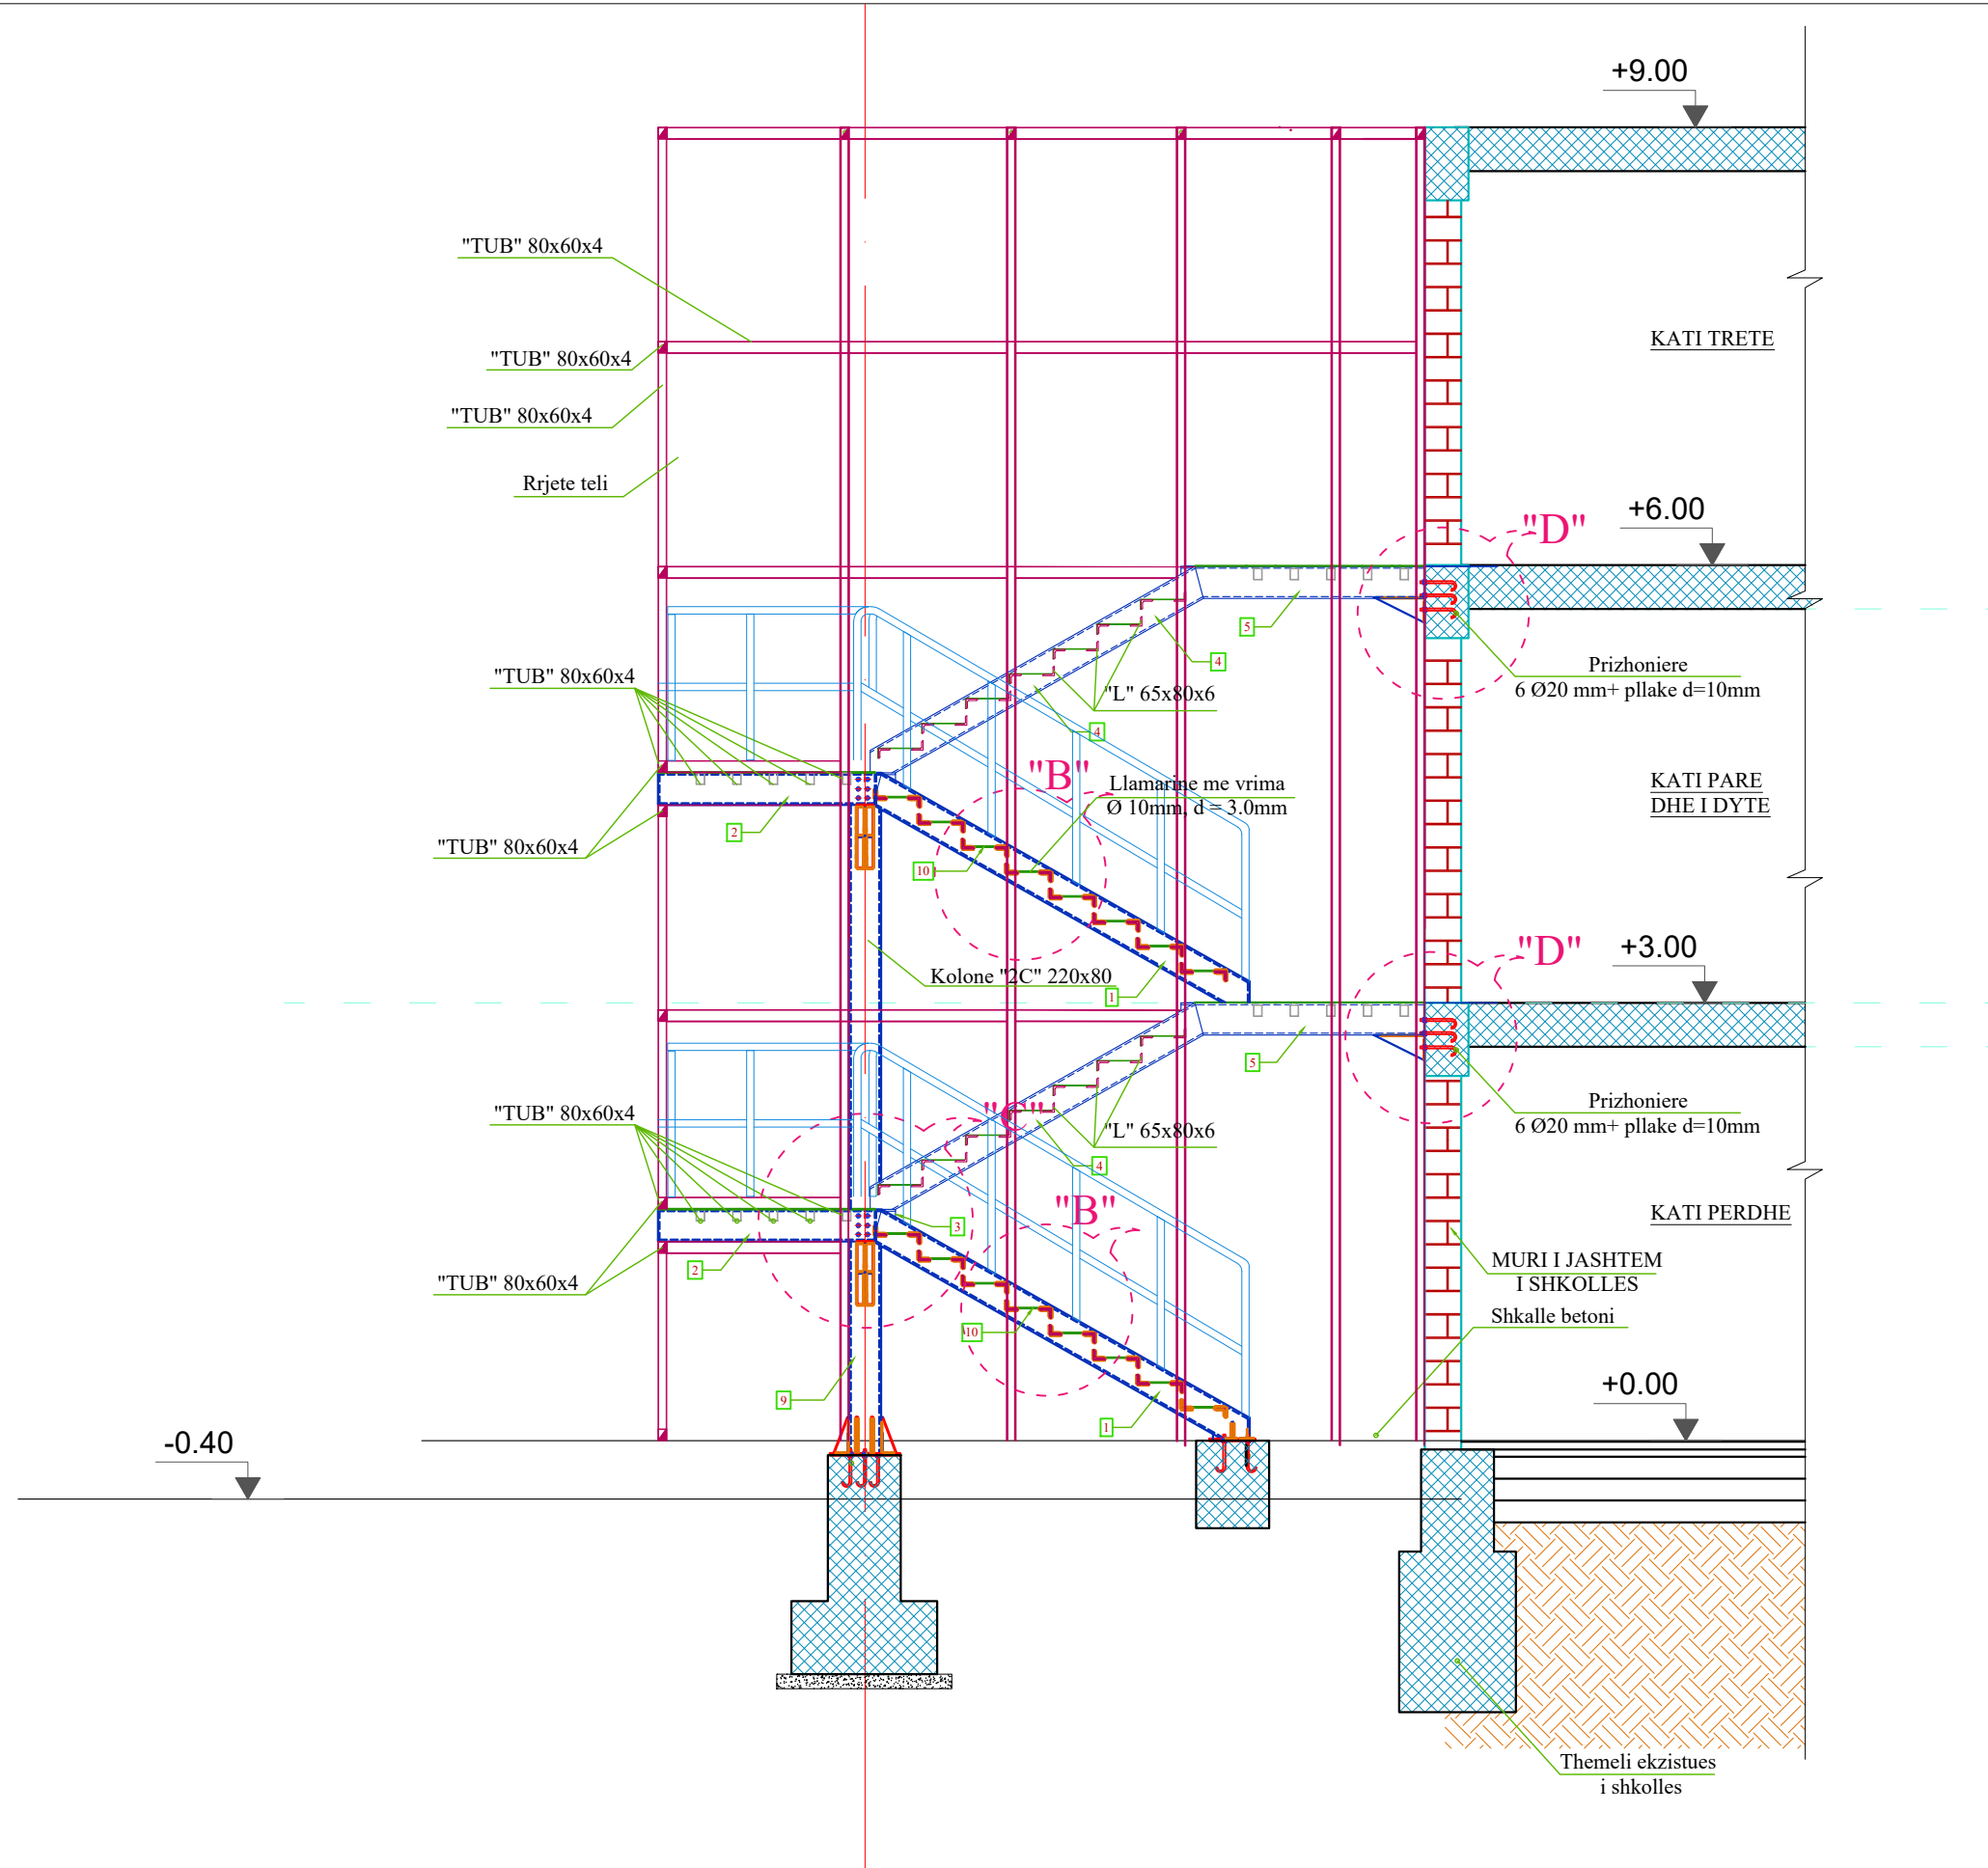 +9.00
"TUB" 80x60x4
KATI TRETE
"TUB" 80x60x4
"TUB" 80x60x4
Rrjete teli
"D"
+6.00
5
4
Prizhoniere
6 Ø20 mm+ pllake d=10mm
"TUB" 80x60x4
"L" 65x80x6
4
"B"
Llamarine me vrima
Ø 10mm, d = 3.0mm
KATI PARE
DHE I DYTE
2
"TUB" 80x60x4
10
"D"
+3.00
Kolone "2C" 220x80
1
5
"TUB" 80x60x4
"C"
"L" 65x80x6
Prizhoniere
6 Ø20 mm+ pllake d=10mm
4
"B"
3
KATI PERDHE
2
"TUB" 80x60x4
MURI I JASHTEM
I SHKOLLES
Shkalle betoni
10
9
1
+0.00
-0.40
Themeli ekzistues
i shkolles